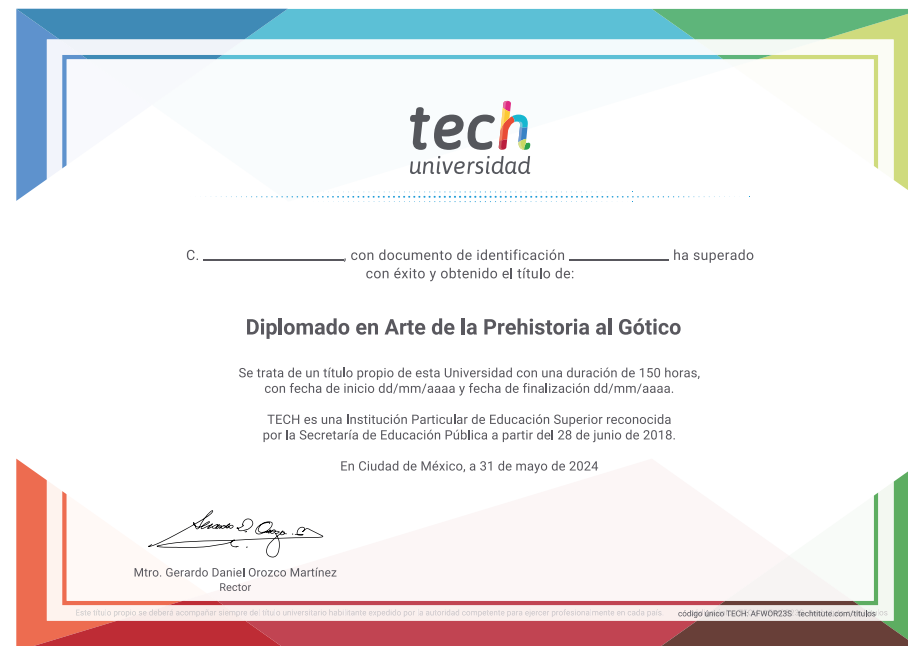 tech
universidad
C. ____________, con documento de identificación ____________ ha superado
con éxito y obtenido el título de:
Diplomado en Arte de la Prehistoria al Gótico
Se trata de un título propio de esta Universidad con una duración de 150 horas,
con fecha de inicio dd/mm/aaaa y fecha de finalización dd/mm/aaaa.
TECH es una Institución Particular de Educación Superior reconocida
por la Secretaría de Educación Pública a partir del 28 de junio de 2018.
En Ciudad de México, a 31 de mayo de 2024
Mtro. Gerardo Daniel Orozco Martínez
Rector
Este título propio se deberá acompañar siempre del título universitario habilitante expedido por la autoridad competente para ejercer profesionalmente en cada país. código único TECH: AFWOR23S techtitute.com/titulos